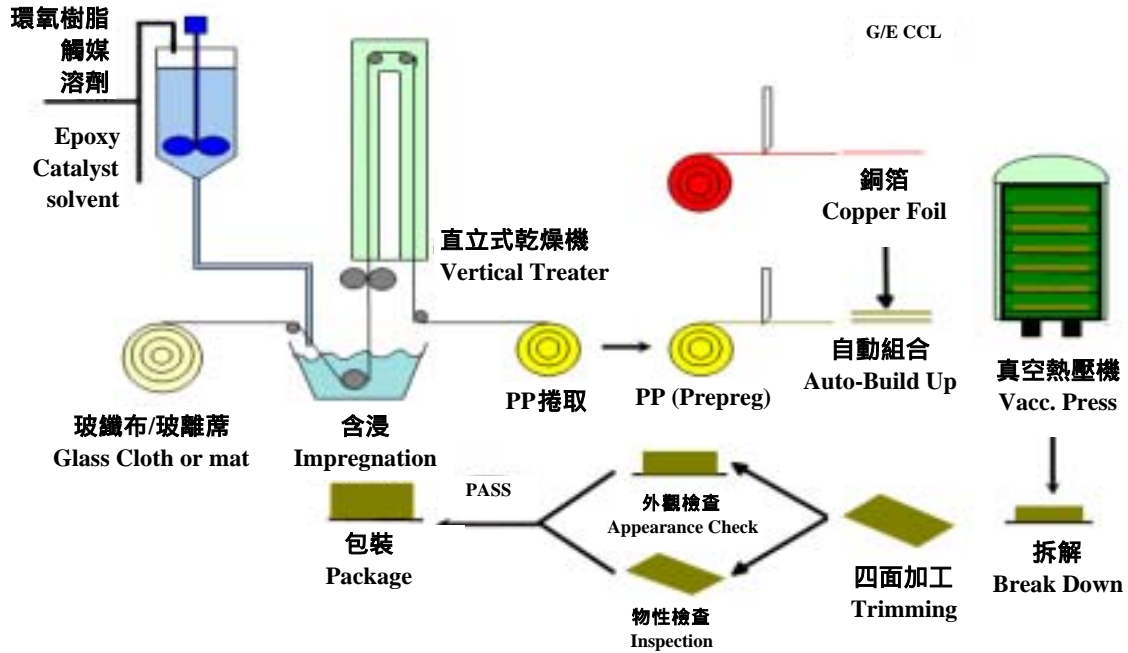 環氧樹脂
觸媒
溶劑
Epoxy
Catalyst
solvent
G/E CCL
銅箔
Copper Foil
直立式乾燥機
Vertical Treater
自動組合
Auto-Build Up
真空熱壓機
Vacc. Press
PP捲取
PP (Prepreg)
玻纖布/玻離蓆
Glass Cloth or mat
含浸
Impregnation
PASS
包裝
Package
外觀檢查
Appearance Check
物性檢查
Inspection
四面加工
Trimming
拆解
Break Down